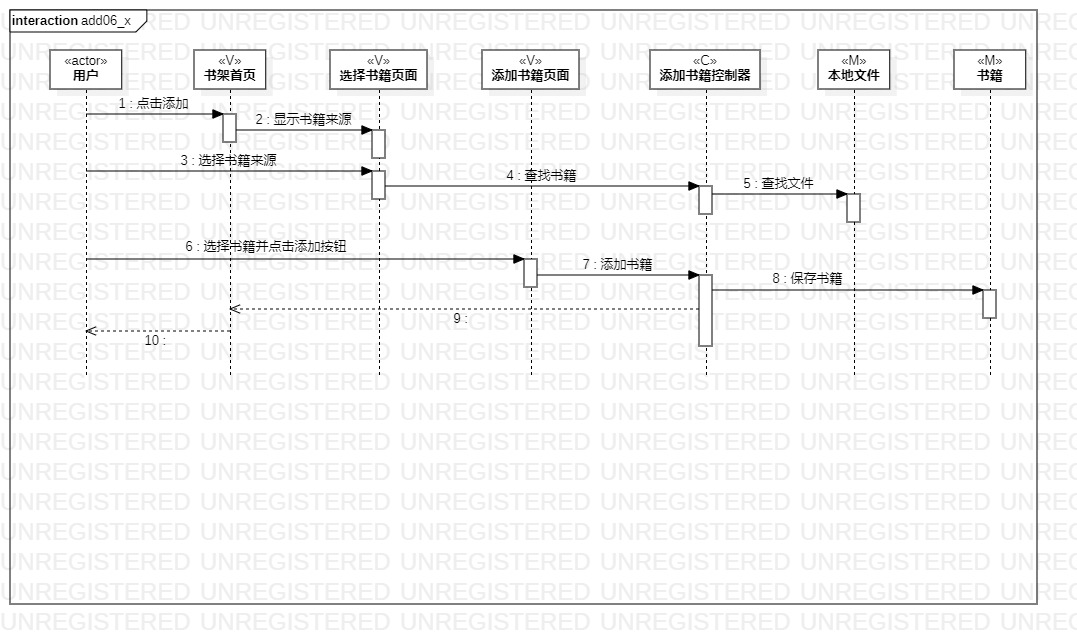 interaction add06_x
«actor»
用户
«V»
书架首页
«V»
选择书籍页面
«V»
添加书籍页面
«C»
添加书籍控制器
«M»
本地文件
«M»
书籍
1 : 点击添加
2 : 显示书籍来源
3 : 选择书籍来源
4 : 查找书籍
5 : 查找文件
6 : 选择书籍并点击添加按钮
7 : 添加书籍
8 : 保存书籍
9 :
10 :
UNREGISTERED UNREGISTERED UNREGISTERED UNREGISTERED UNREGISTERED